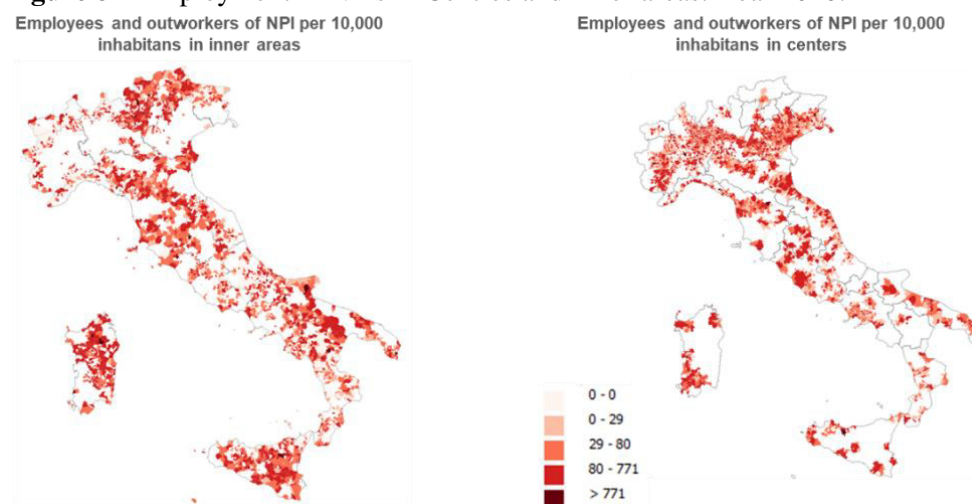 Employees and outworkers of NPI per 10,000
inhabitans in inner areas
Employees and outworkers of NPI per 10,000
inhabitans in centers
0 - 0
0 - 29
29 - 80
80 - 771
> 771